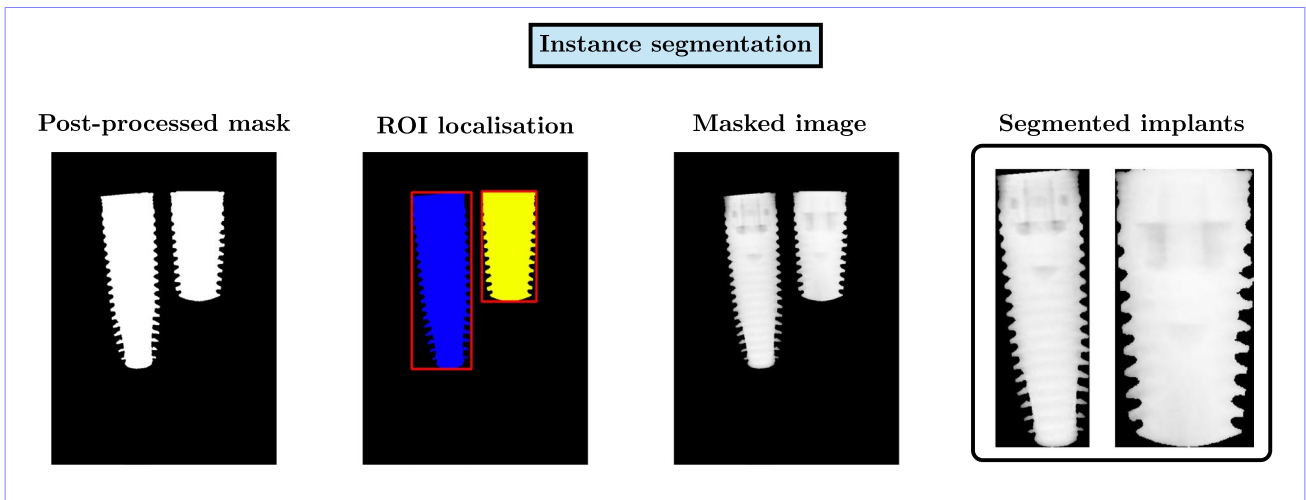 Instance segmentation
Post-processed mask
ROI localisation
Masked image
Segmented implants